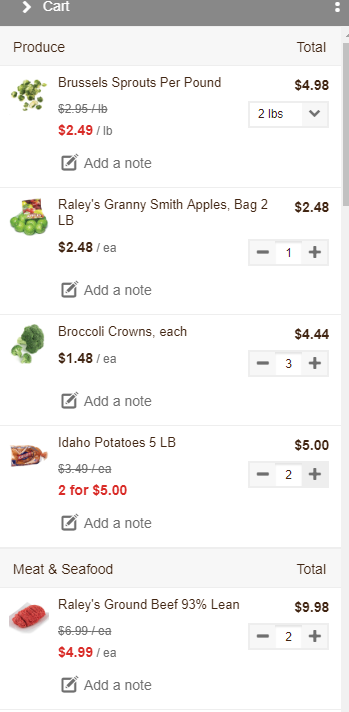 Cart
Produce Total
Brussels Sprouts Per Pound $4.98
$2.95 / lb
2 lbs
$2.49 / lb
Add a note
Raley's Granny Smith Apples, Bag 2 $2.48
LB
$2.48 / ea
1
Add a note
Broccoli Crowns, each $4.44
$1.48 / ea
3
Add a note
Idaho Potatoes 5 LB $5.00
$3.49 / ea
2
2 for $5.00
Add a note
Meat & Seafood Total
Raley's Ground Beef 93% Lean $9.98
$6.99 / ea
2
$4.99 / ea
Add a note